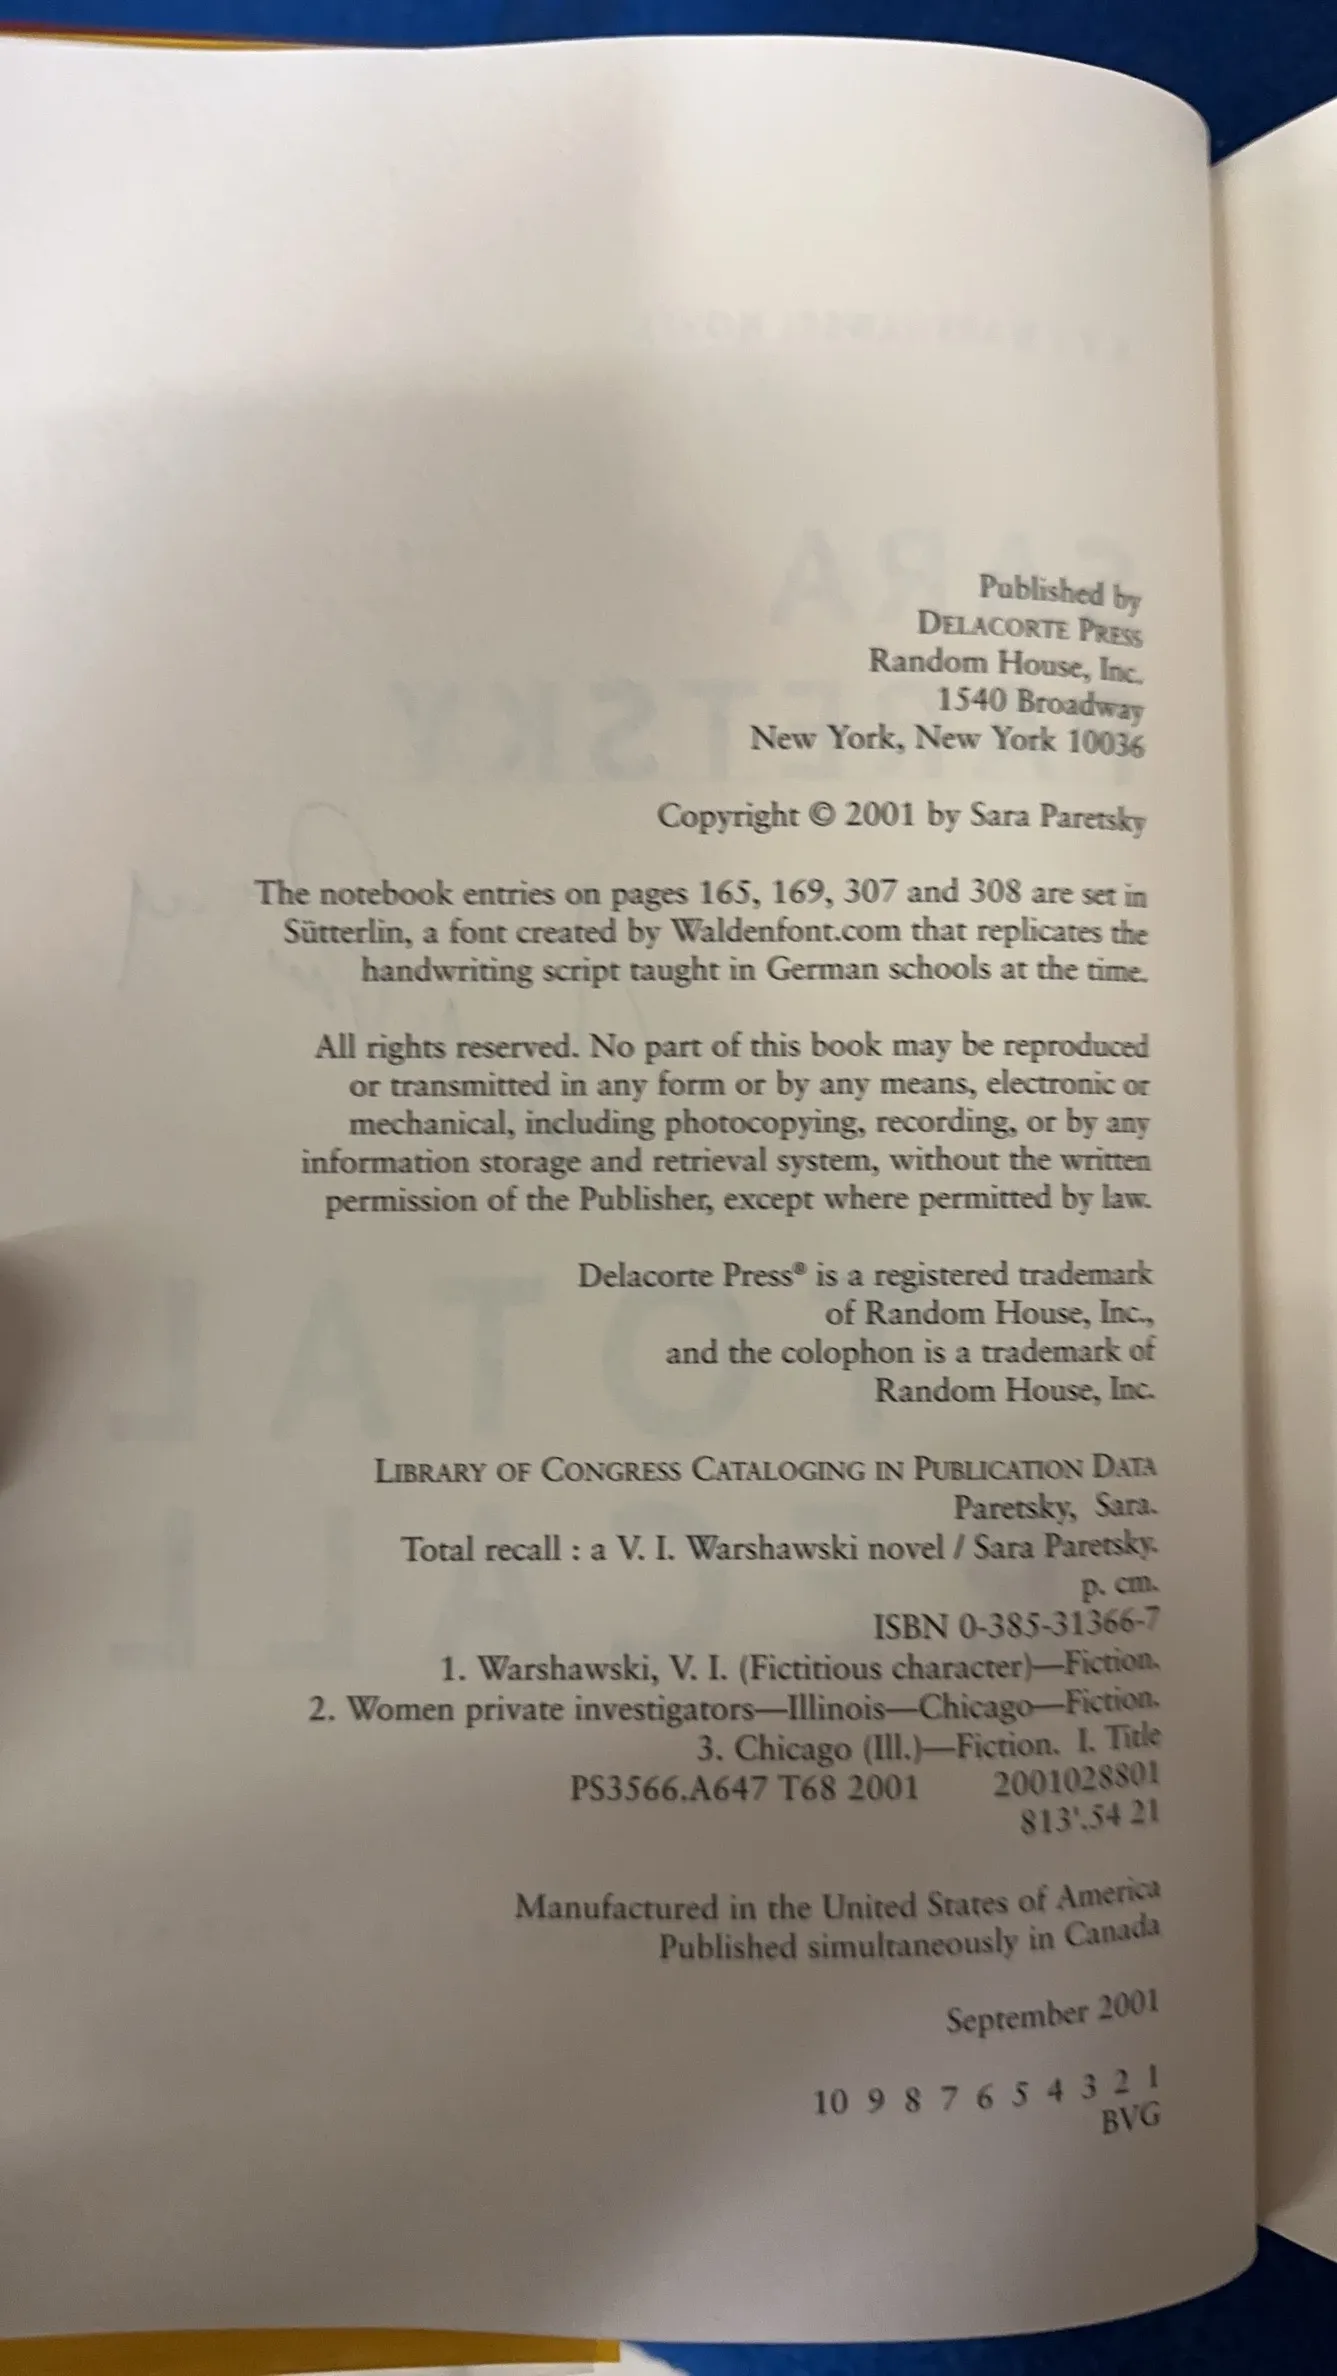 Published by
DELACORTE PRESS
Random House, Inc.
1540 Broadway
New York, New York 10036
Copyright © 2001 by Sara Paretsky
The notebook entries on pages 165, 169, 307 and 308 are set in
Sütterlin, a font created by Waldenfont.com that replicates the
handwriting script taught in German schools at the time.
All rights reserved. No part of this book may be reproduced
or transmitted in any form or by any means, electronic or
mechanical, including photocopying, recording, or by any
information storage and retrieval system, without the written
permission of the Publisher, except where permitted by law.
Delacorte Press® is a registered trademark
of Random House, Inc.,
and the colophon is a trademark of
Random House, Inc.
LIBRARY OF CONGRESS CATALOGING IN PUBLICATION DATA
Paretsky, Sara.
Total recall : a V. I. Warshawski novel / Sara Paretsky.
p. cm.
ISBN 0-385-31366-7
1. Warshawski, V. I. (Fictitious character)—Fiction.
2. Women private investigators—Illinois—Chicago—Fiction.
3. Chicago (Ill.)—Fiction. I. Title
PS3566.A647 T68 2001 2001028801
813'.54 21
Manufactured in the United States of America
Published simultaneously in Canada
September 2001
10 9 8 7 6 5 4 3 2 1
BVG